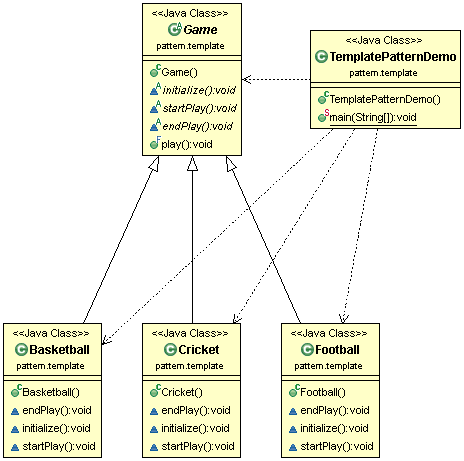 <<Java Class>>
Game
pattern.template
Game()
initialize():void
startPlay():void
endPlay():void
play():void
<<Java Class>>
TemplatePatternDemo
pattem.template
TemplatePatternDemo()
main(String[]):void
<<Java Class>>
Basketball
pattern.template
Basketball()
endPlay():void
initialize():void
startPlay():void
<<Java Class>>
Cricket
pattern.template
Cricket()
endPlay():void
initialize():void
startPlay():void
<<Java Class>>
Football
pattern.template
Football()
endPlay():void
initialize():void
startPlay():void